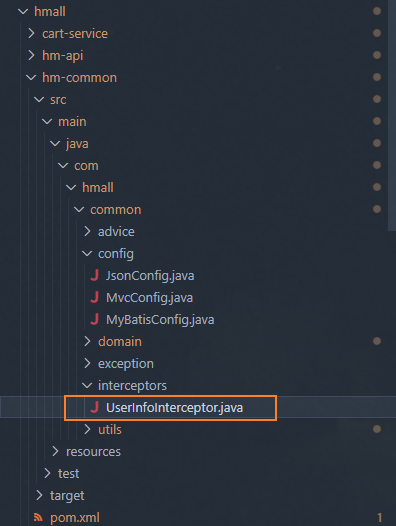 hmall
cart-service
hm-api
hm-common
src
main
java
com
hmall
common
advice
config
JsonConfig.java
MvcConfig.java
MyBatisConfig.java
domain
exception
interceptors
UserInfoInterceptor.java
utils
resources
test
target
pom.xml 1